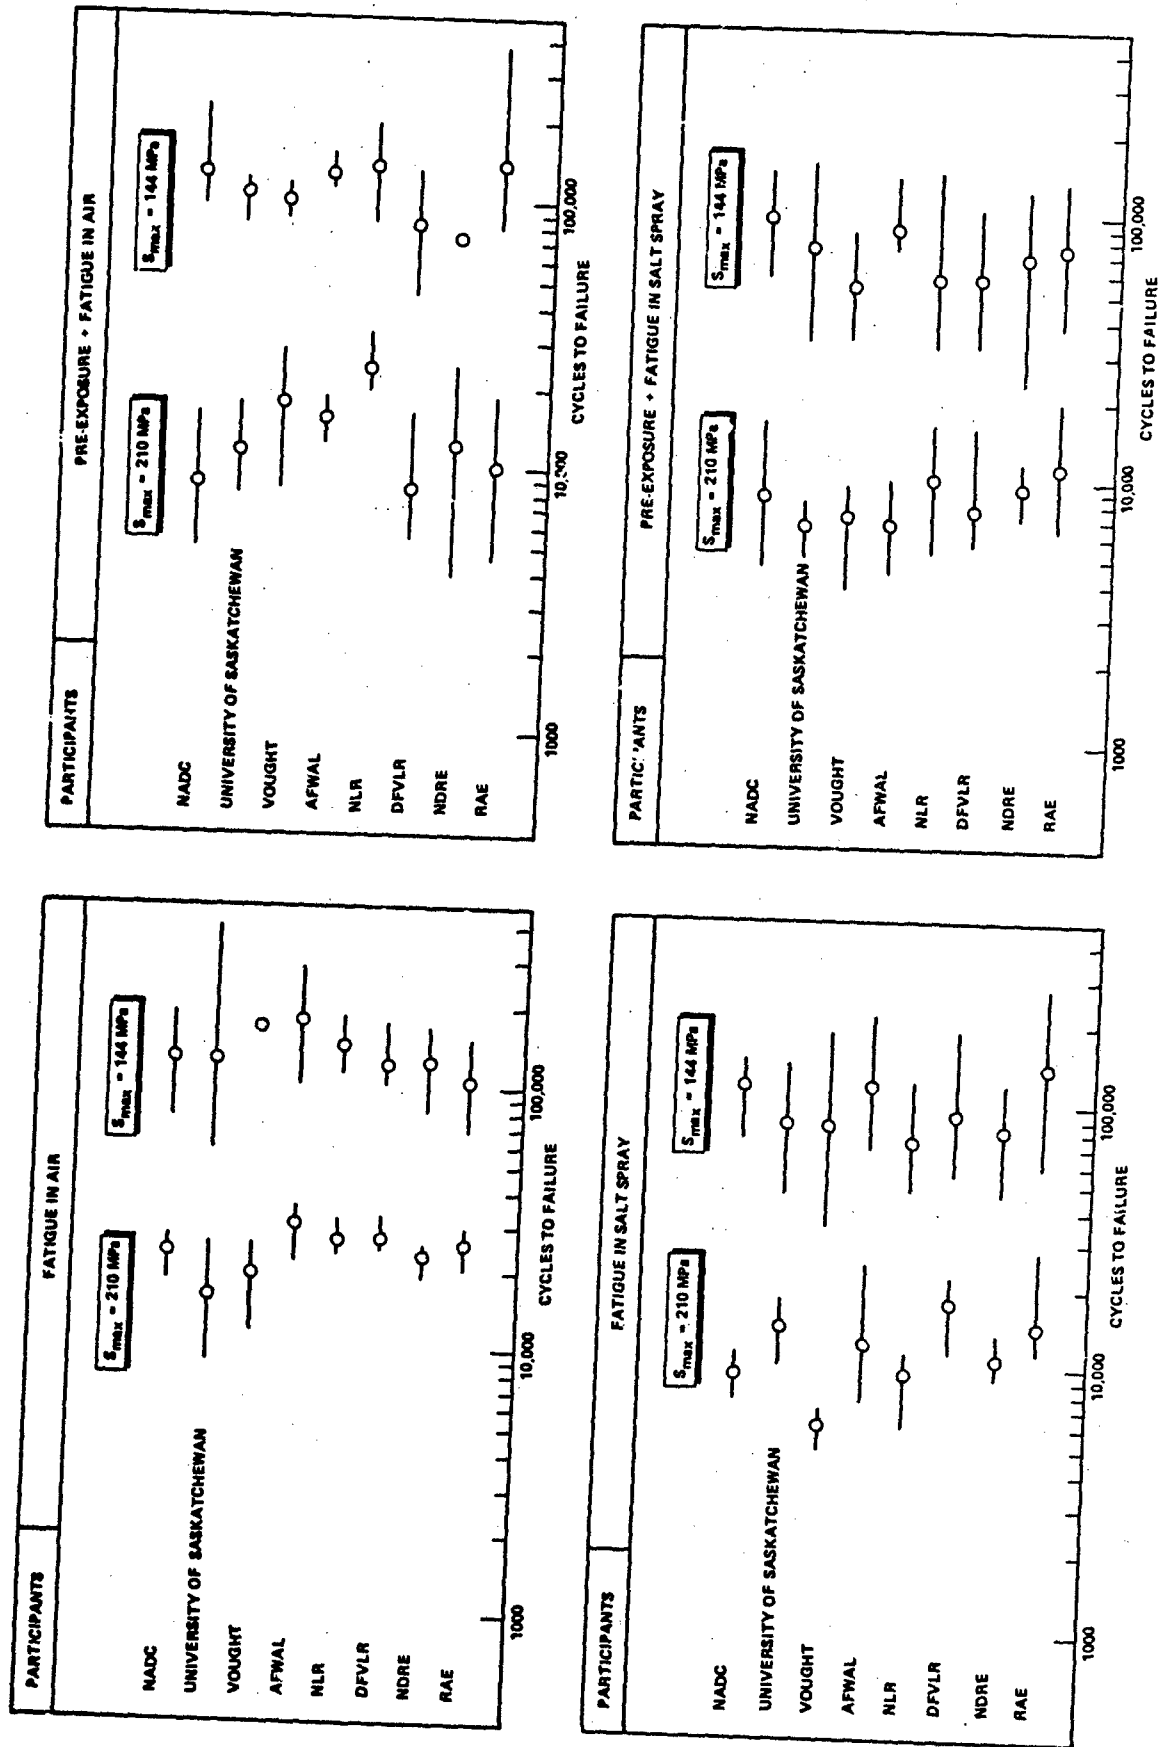 PARTICIPANTS
FATIGUE IN AIR
Smax = 210 MPa
Smax = 144 MPa
NADC
UNIVERSITY OF SASKATCHEWAN
VOUGHT
AFWAL
NLR
DFVLR
NDRE
RAE
1000
10,000
100,000
CYCLES TO FAILURE
PARTICIPANTS
PRE-EXPOSURE + FATIGUE IN AIR
Smax = 210 MPa
Smax = 144 MPa
NADC
UNIVERSITY OF SASKATCHEWAN
VOUGHT
AFWAL
NLR
DFVLR
NDRE
RAE
1000
10,000
100,000
CYCLES TO FAILURE
PARTICIPANTS
FATIGUE IN SALT SPRAY
Smax = 210 MPa
Smax = 144 MPa
NADC
UNIVERSITY OF SASKATCHEWAN
VOUGHT
AFWAL
NLR
DFVLR
NDRE
RAE
1000
10,000
100,000
CYCLES TO FAILURE
PARTIC:'ANTS
PRE-EXPOSURE + FATIGUE IN SALT SPRAY
Smax = 210 MPa
Smax = 144 MPa
NADC
UNIVERSITY OF SASKATCHEWAN
VOUGHT
AFWAL
NLR
DFVLR
NDRE
RAE
1000
10,000
100,000
CYCLES TO FAILURE